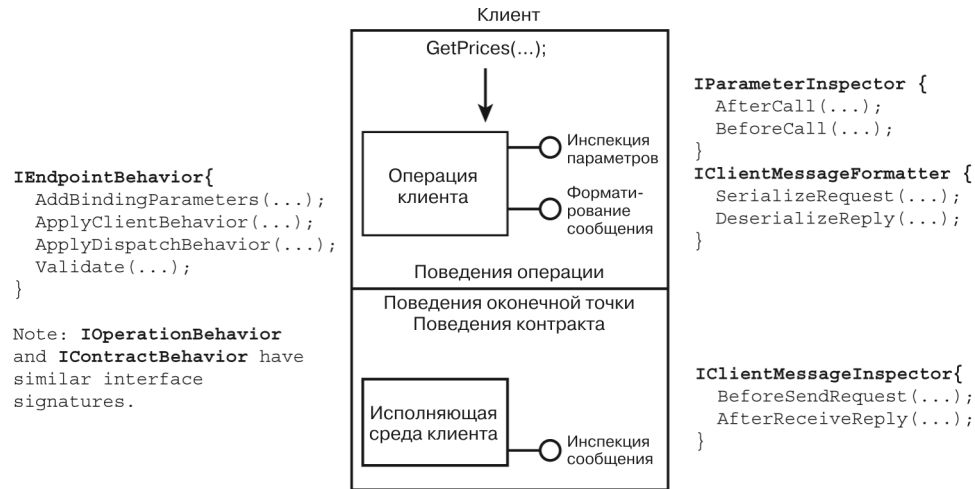 Клиент
GetPrices(...);
IEndpointBehavior{
AddBindingParameters(...);
ApplyClientBehavior(...);
ApplyDispatchBehavior(...);
Validate(...);
}
Note: IOperationBehavior
and IContractBehavior have
similar interface
signatures.
Операция
клиента
Инспекция
параметров
Формати-
рование
сообщения
Поведения операции
Поведения оконечной точки
Поведения контракта
Исполняющая
среда клиента
Инспекция
сообщения
IParameterInspector {
AfterCall(...);
BeforeCall(...);
}
IClientMessageFormatter {
SerializeRequest(...);
DeserializeReply(...);
}
IClientMessageInspector{
BeforeSendRequest(...);
AfterReceiveReply(...);
}